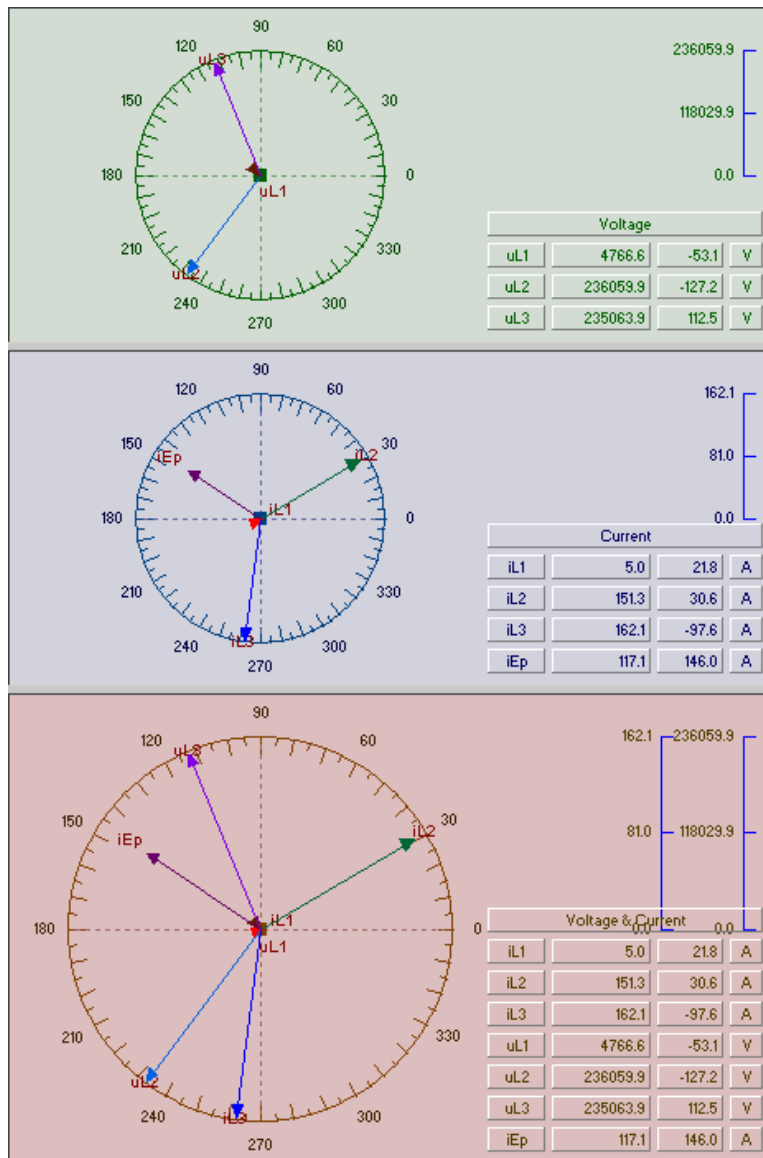 90
120 60 236059.9
uL3
150 30 118029.9
180 0 0.0
uL1
Voltage
210 330
uL1 4766.6 -53.1 V
uL2
uL2 236059.9 -127.2 V
240 300
uL3 235063.9 112.5 V
270
90
120 60 162.1
150 30
iEp iL2 81.0
iL1
180 0 0.0
Current
iL1 5.0 21.8 A
210 330
iL2 151.3 30.6 A
iL3 162.1 -97.6 A
240 iL3 300
270
iEp 117.1 146.0 A
90
120 60 162.1 236059.9
uL3
150 30
iEp iL2 81.0 118029.9
iL1
180 0 Voltage & Current 0.0 0.0
uL1
iL1 5.0 21.8 A
iL2 151.3 30.6 A
iL3 162.1 -97.6 A
210 330
uL1 4766.6 -53.1 V
uL2
uL2 236059.9 -127.2 V
240 iL3 300
uL3 235063.9 112.5 V
270
iEp 117.1 146.0 A